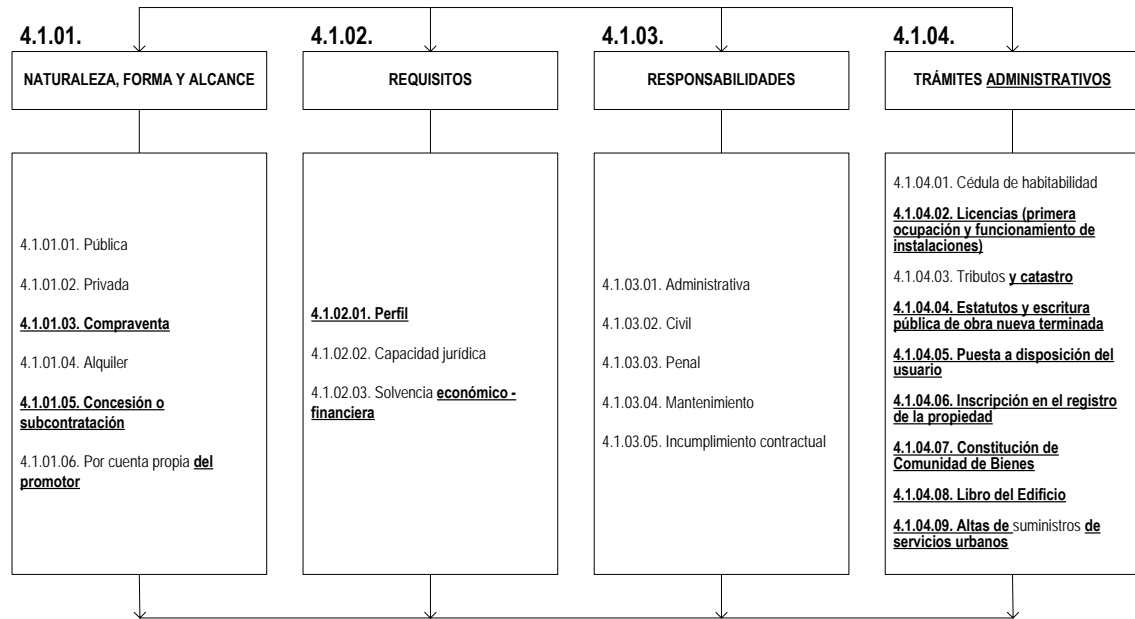 4.1.01.
NATURALEZA, FORMA Y ALCANCE
4.1.01.01. Pública
4.1.01.02. Privada
4.1.01.03. Compraventa
4.1.01.04. Alquiler
4.1.01.05. Concesión o
subcontratación
4.1.01.06. Por cuenta propia del
promotor
4.1.02.
REQUISITOS
4.1.02.01. Perfil
4.1.02.02. Capacidad jurídica
4.1.02.03. Solvencia económico -
financiera
4.1.03.
RESPONSABILIDADES
4.1.03.01. Administrativa
4.1.03.02. Civil
4.1.03.03. Penal
4.1.03.04. Mantenimiento
4.1.03.05. Incumplimiento contractual
4.1.04.
TRÁMITES ADMINISTRATIVOS
4.1.04.01. Cédula de habitabilidad
4.1.04.02. Licencias (primera
ocupación y funcionamiento de
instalaciones)
4.1.04.03. Tributos y catastro
4.1.04.04. Estatutos y escritura
pública de obra nueva terminada
4.1.04.05. Puesta a disposición del
usuario
4.1.04.06. Inscripción en el registro
de la propiedad
4.1.04.07. Constitución de
Comunidad de Bienes
4.1.04.08. Libro del Edificio
4.1.04.09. Altas de suministros de
servicios urbanos